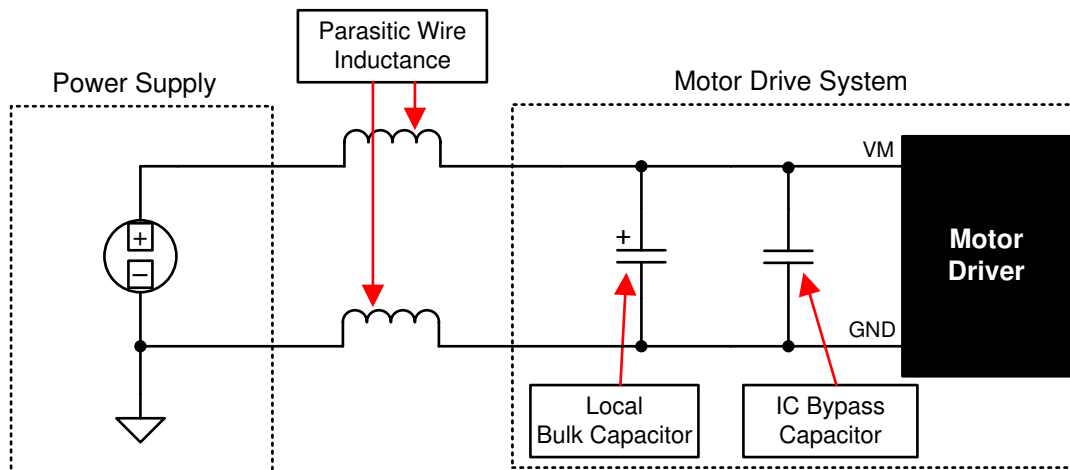 Parasitic Wire
Inductance
Power Supply
Motor Drive System
VM
+
+
−
Motor
Driver
GND
Local
Bulk Capacitor
IC Bypass
Capacitor